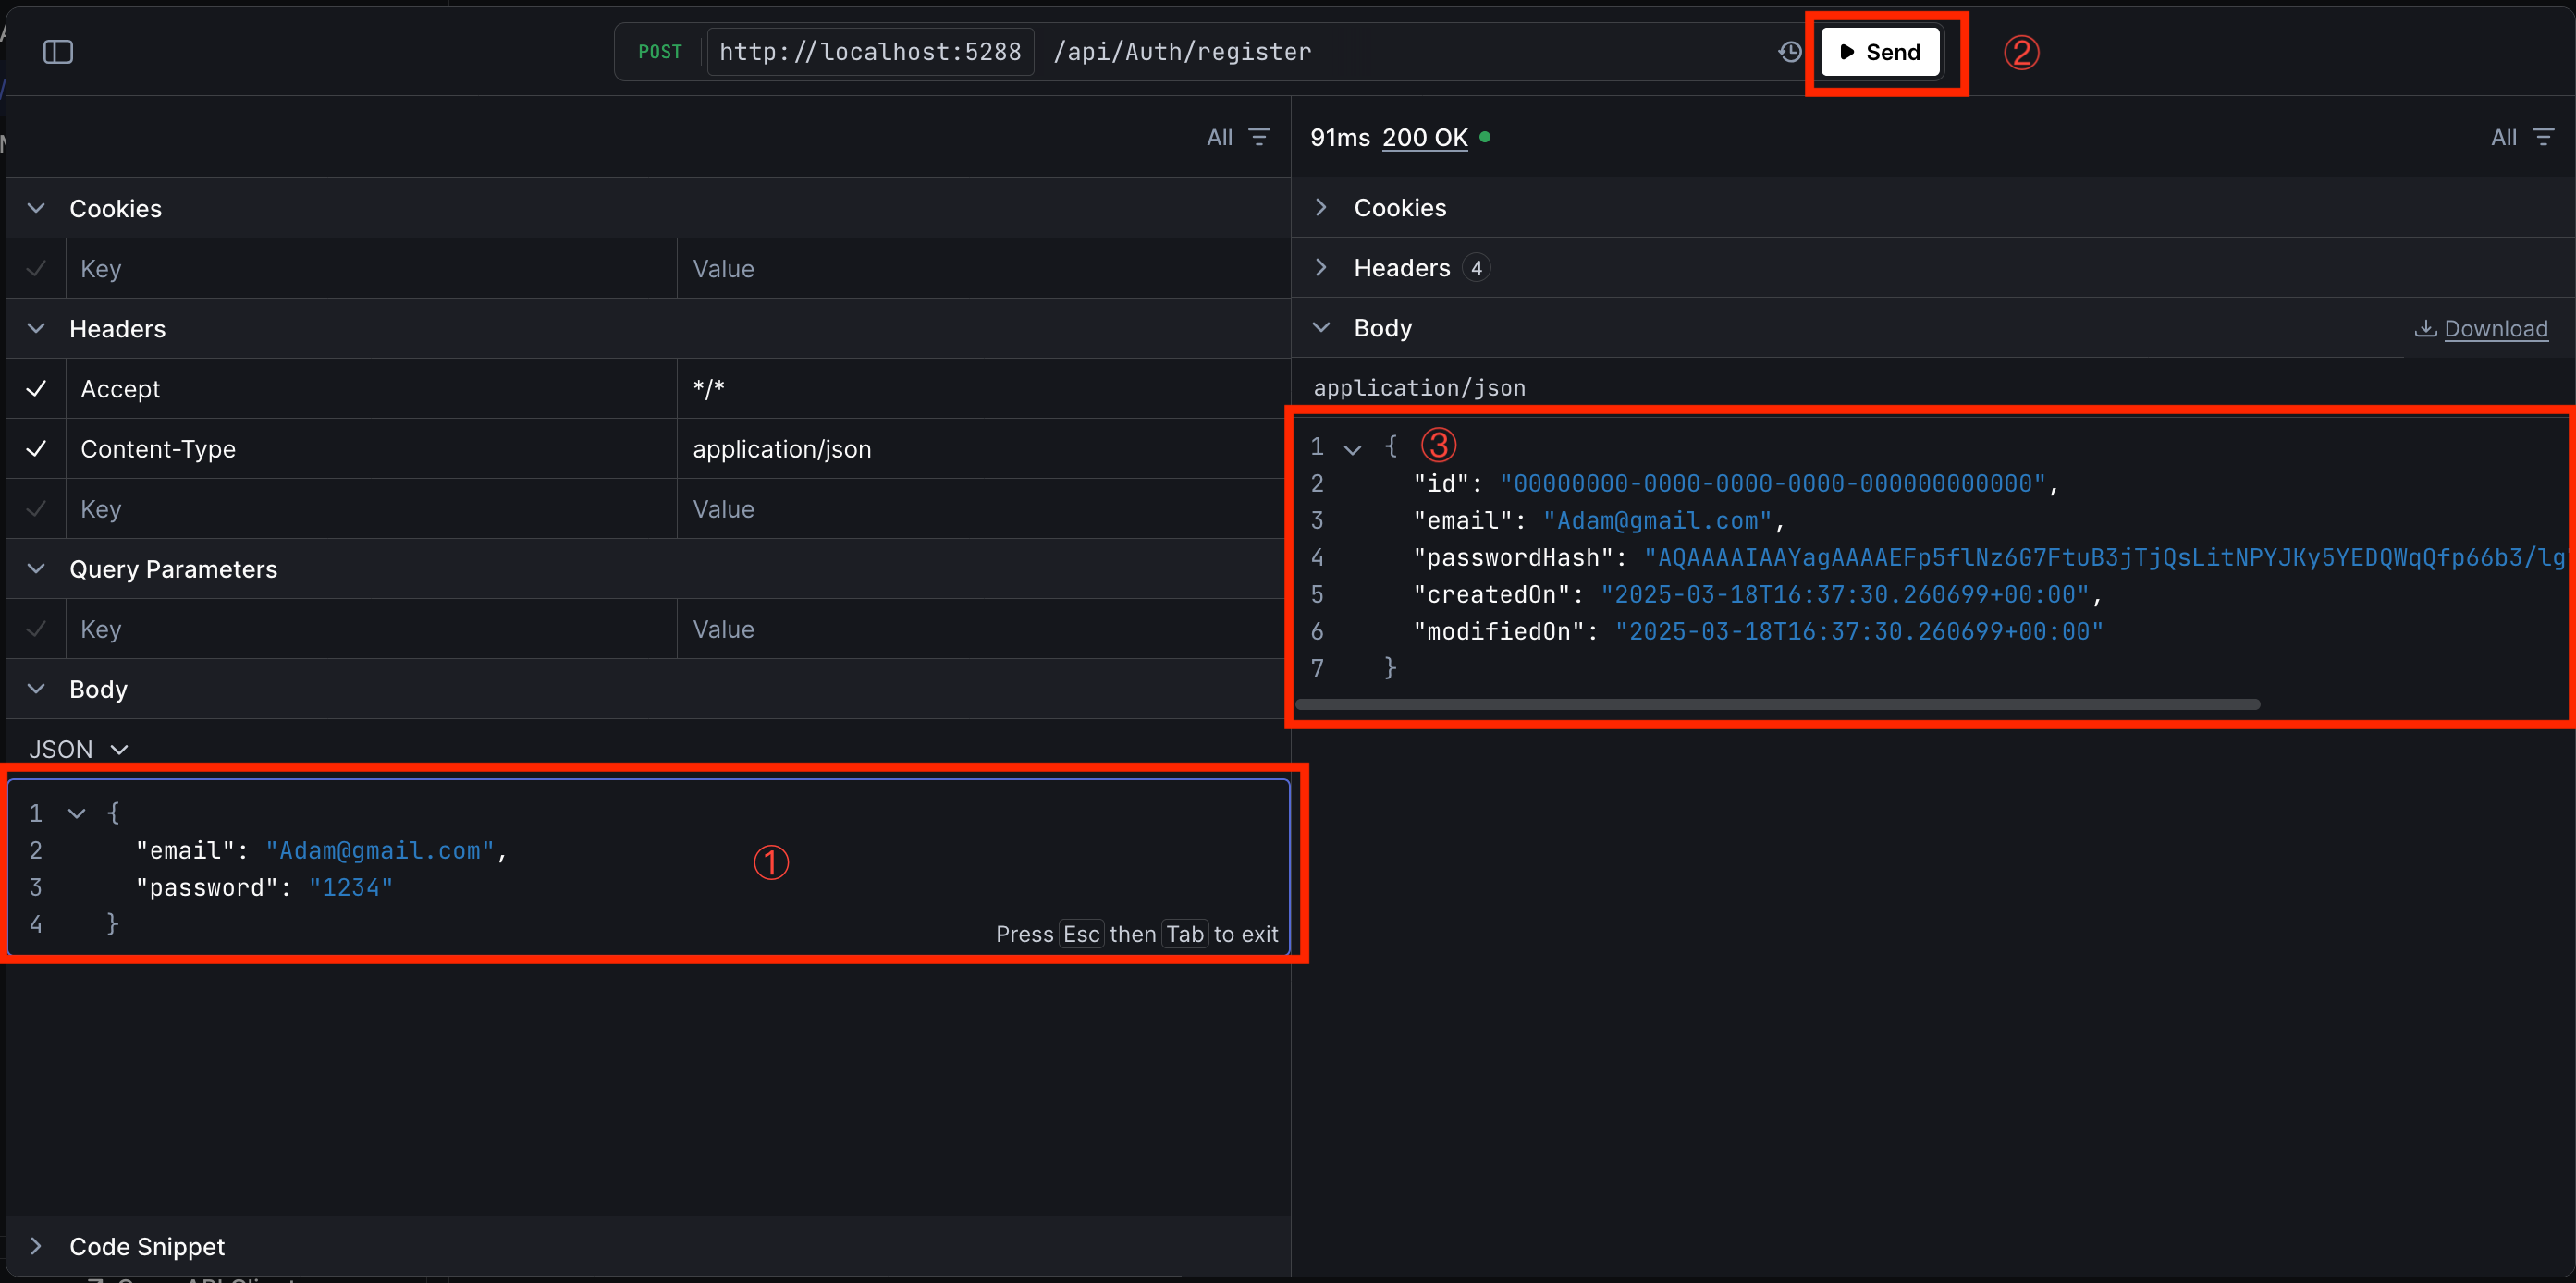 POST http://localhost:5288 /api/Auth/register Send ②
All
91ms 200 OK All
Cookies
Key Value
Headers
Accept */*
Content-Type application/json
Key Value
Query Parameters
Key Value
Body
JSON
1 {
2 "email": "Adam@gmail.com",
3 "password": "1234"
4 }
①
Press Esc then Tab to exit
Code Snippet
Cookies
Headers 4
Body Download
application/json
1 { ③
2 "id": "00000000-0000-0000-0000-000000000000",
3 "email": "Adam@gmail.com",
4 "passwordHash": "AQAAAAIAAYagAAAAEFp5flNz6G7FtuB3jTjQsLitNPYJKy5YEDQWqQfp66b3/lg
5 "createdOn": "2025-03-18T16:37:30.260699+00:00",
6 "modifiedOn": "2025-03-18T16:37:30.260699+00:00"
7 }